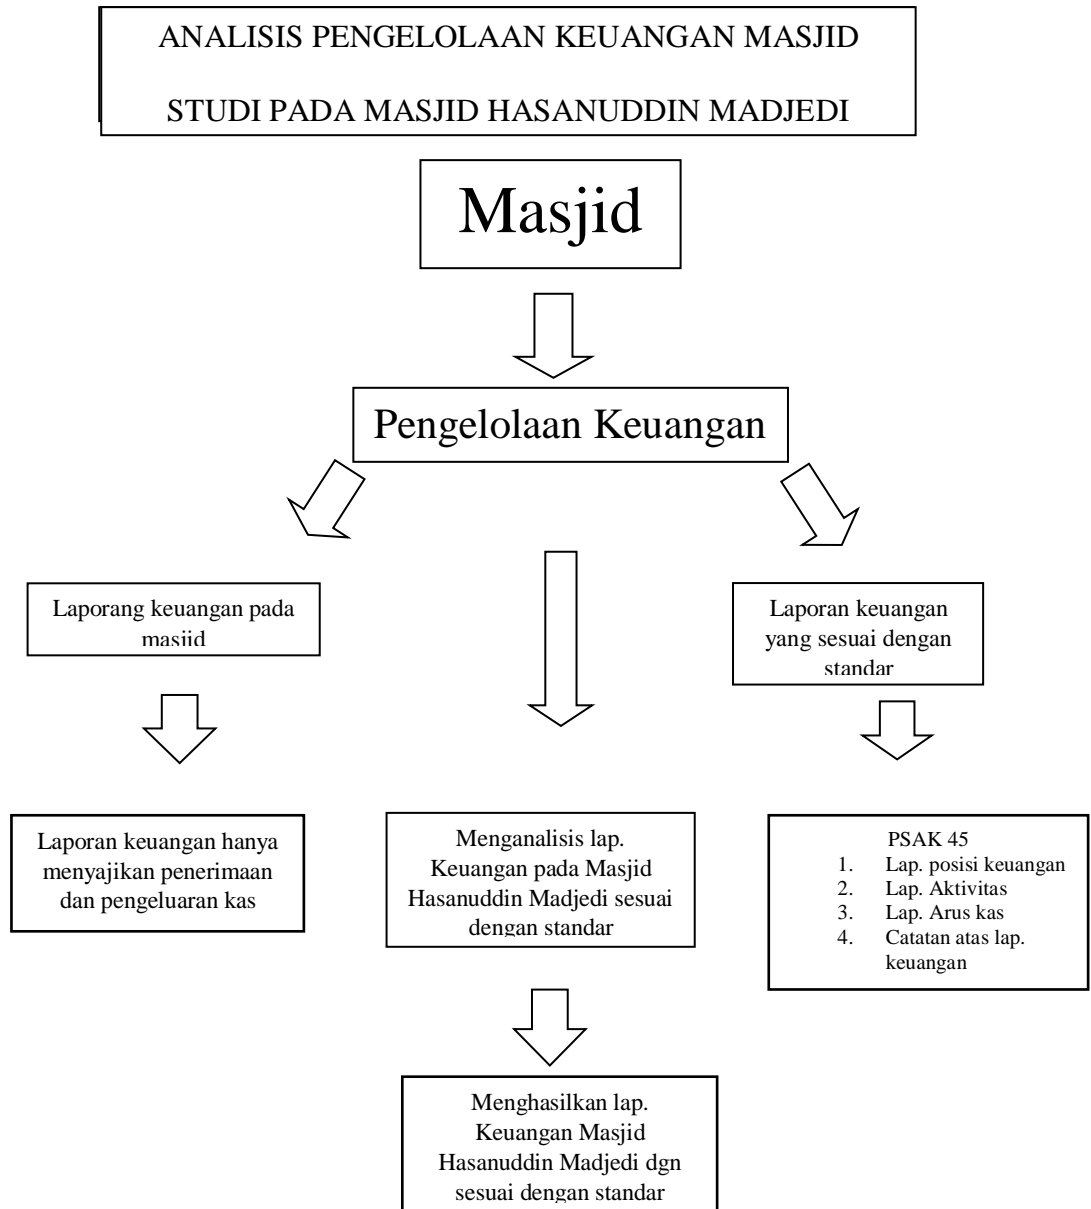 ANALISIS PENGELOLAAN KEUANGAN MASJID
STUDI PADA MASJID HASANUDDIN MADJEDI
Masjid
Pengelolaan Keuangan
Laporang keuangan pada
masjid
Laporan keuangan
yang sesuai dengan
standar
Laporan keuangan hanya
menyajikan penerimaan
dan pengeluaran kas
Menganalisis lap.
Keuangan pada Masjid
Hasanuddin Madjedi sesuai
dengan standar
PSAK 45
1. Lap. posisi keuangan
2. Lap. Aktivitas
3. Lap. Arus kas
4. Catatan atas lap.
keuangan
Menghasilkan lap.
Keuangan Masjid
Hasanuddin Madjedi dgn
sesuai dengan standar